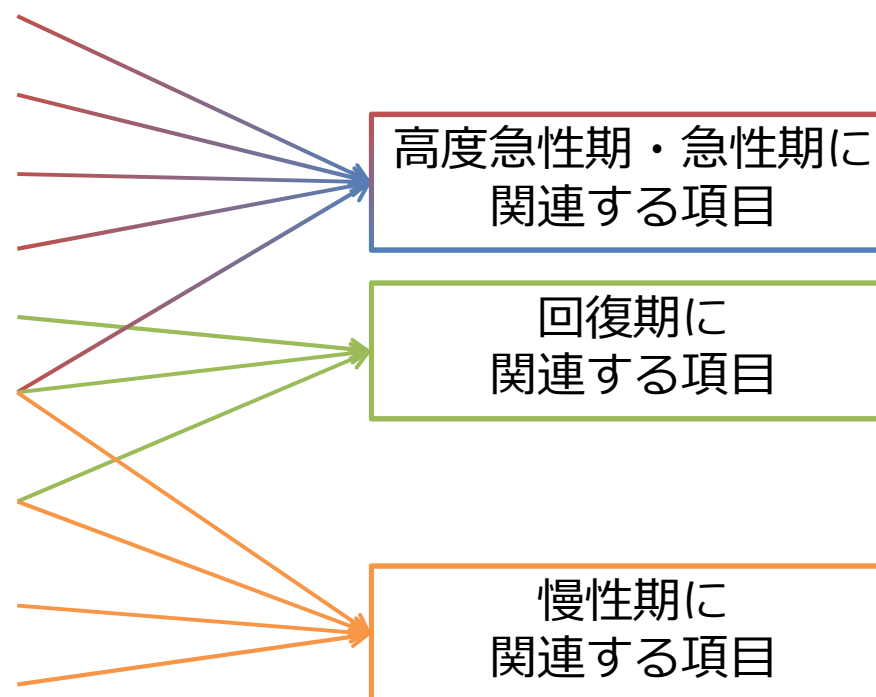 高度急性期・急性期に
関連する項目
回復期に
関連する項目
慢性期に
関連する項目